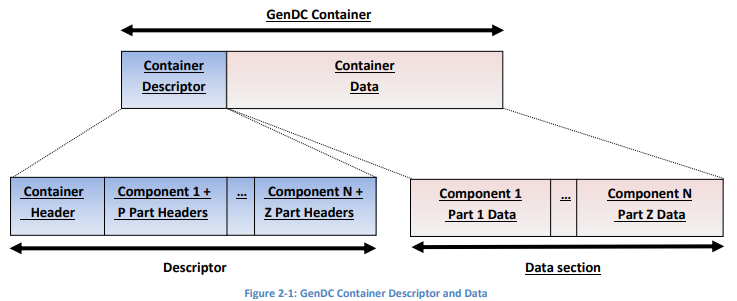 GenDC Container
Container
Descriptor
Container
Data
Container
Header
Component 1 +
P Part Headers
...
Component N +
Z Part Headers
Component 1
Part 1 Data
...
Component N
Part Z Data
Descriptor
Data section
Figure 2-1: GenDC Container Descriptor and Data